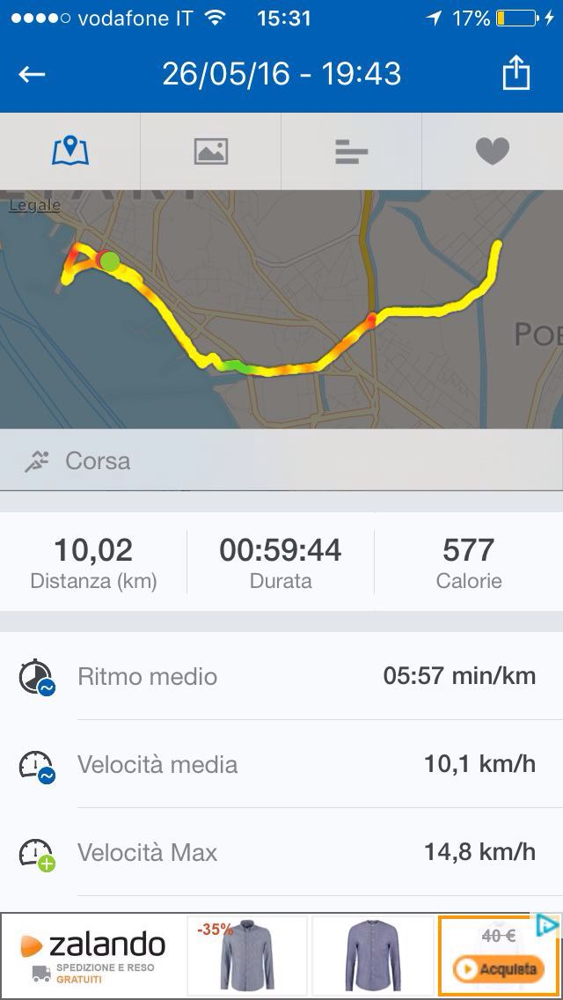 vodafone IT 15:31 17%
26/05/16 - 19:43
Legale
Corsa
10,02 00:59:44 577
Distanza (km) Durata Calorie
Ritmo medio 05:57 min/km
Velocità media 10,1 km/h
Velocità Max 14,8 km/h
zalando
SPEDIZIONE E RESO
GRATUITI
-35%
40 €
Acquista